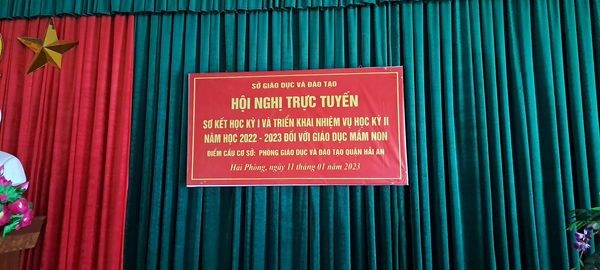 SỞ GIÁO DỤC VÀ ĐÀO TẠO
HỘI NGHỊ TRỰC TUYẾN
SƠ KẾT HỌC KỲ I VÀ TRIỂN KHAI NHIỆM VỤ HỌC KỲ II
NĂM HỌC 2022 - 2023 ĐỐI VỚI GIÁO DỤC MẦM NON
ĐIỂM CẦU CƠ SỞ: PHÒNG GIÁO DỤC VÀ ĐÀO TẠO QUẬN HẢI AN
Hải Phòng, ngày 11 tháng 01 năm 2023